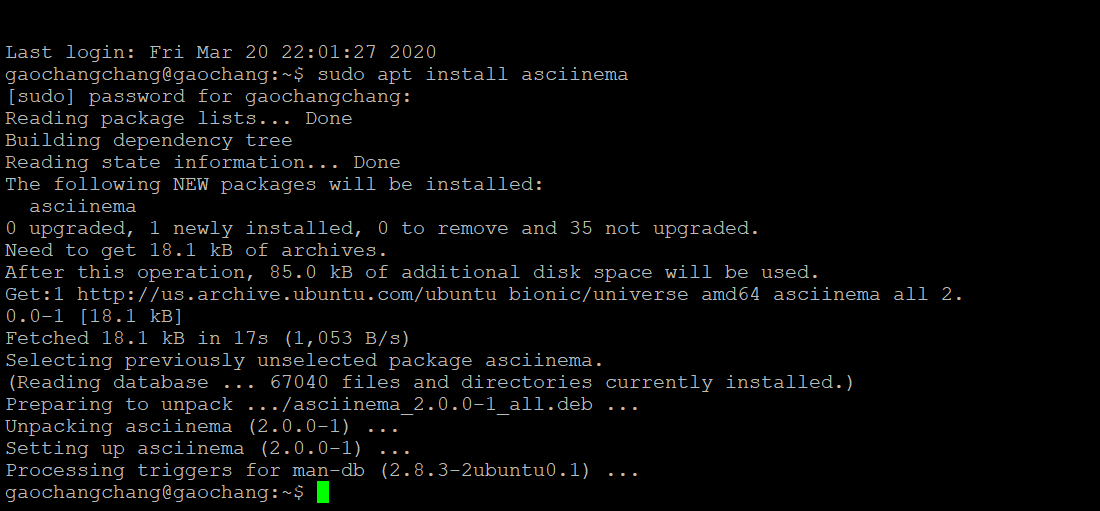 Last login: Fri Mar 20 22:01:27 2020
gaochangchang@gaochang:~$ sudo apt install asciinema
[sudo] password for gaochangchang:
Reading package lists... Done
Building dependency tree
Reading state information... Done
The following NEW packages will be installed:
  asciinema
0 upgraded, 1 newly installed, 0 to remove and 35 not upgraded.
Need to get 18.1 kB of archives.
After this operation, 85.0 kB of additional disk space will be used.
Get:1 http://us.archive.ubuntu.com/ubuntu bionic/universe amd64 asciinema all 2.
0.0-1 [18.1 kB]
Fetched 18.1 kB in 17s (1,053 B/s)
Selecting previously unselected package asciinema.
(Reading database ... 67040 files and directories currently installed.)
Preparing to unpack .../asciinema_2.0.0-1_all.deb ...
Unpacking asciinema (2.0.0-1) ...
Setting up asciinema (2.0.0-1) ...
Processing triggers for man-db (2.8.3-2ubuntu0.1) ...
gaochangchang@gaochang:~$